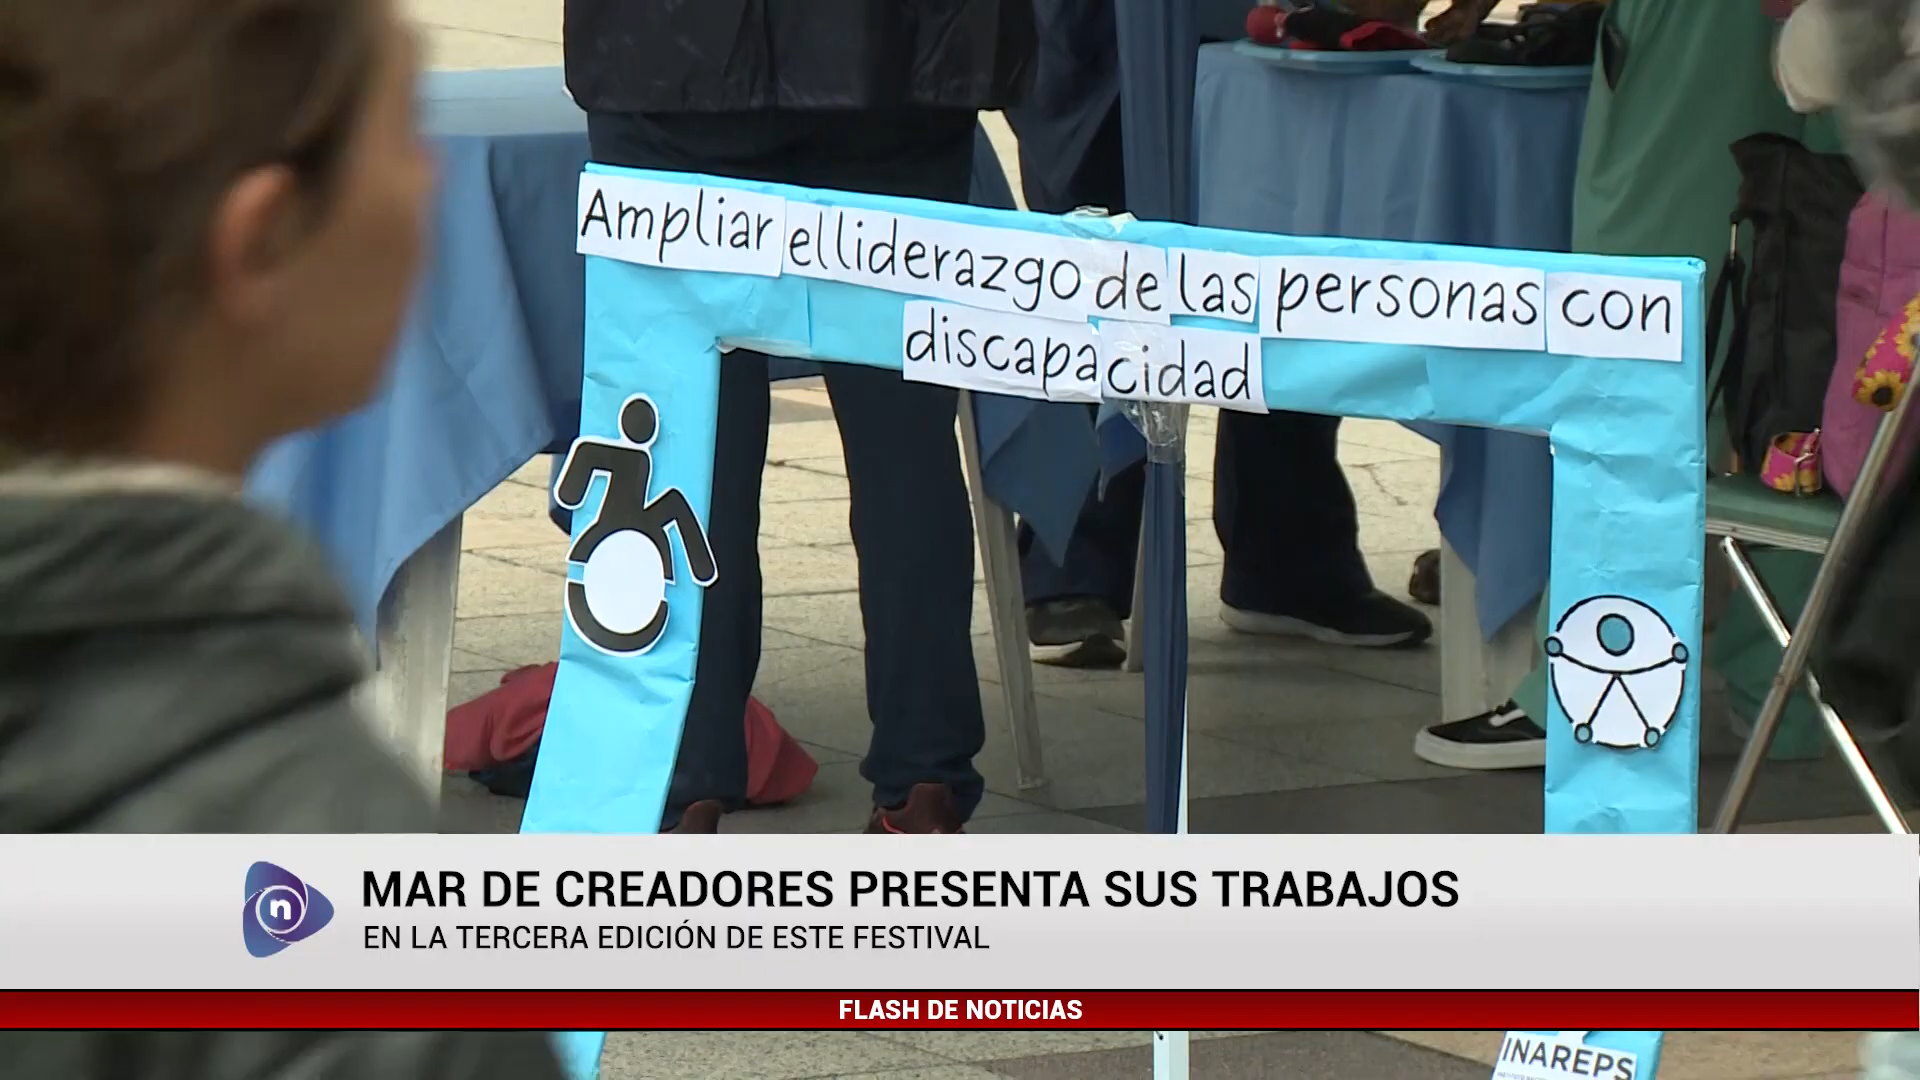 Ampliar el liderazgo de las personas con
discapacidad
n
MAR DE CREADORES PRESENTA SUS TRABAJOS
EN LA TERCERA EDICIÓN DE ESTE FESTIVAL
FLASH DE NOTICIAS
INAREPS